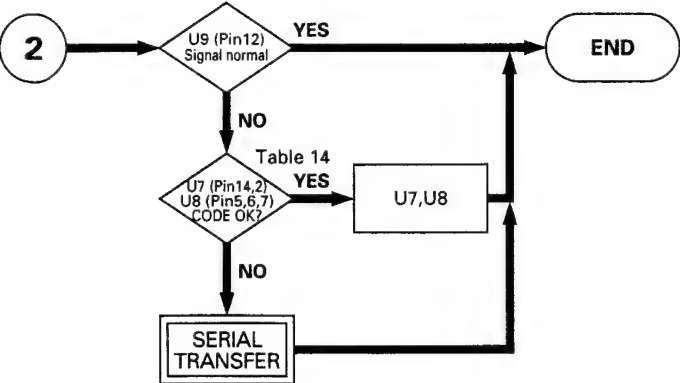 2
U9 (Pin12)
Signal normal
YES
END
NO
Table 14
U7 (Pin14,2)
U8 (Pin5,6,7)
CODE OK?
YES
U7,U8
NO
SERIAL
TRANSFER